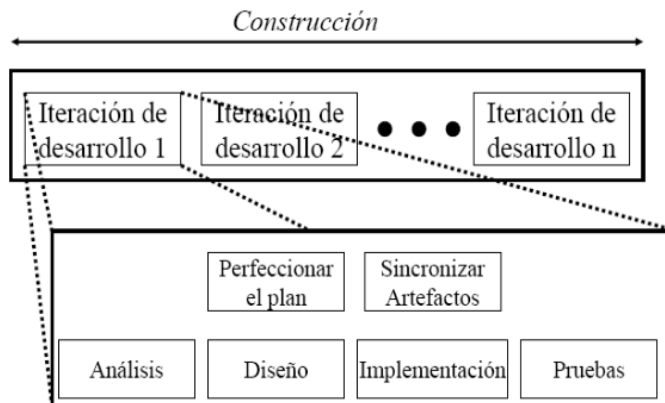 Construcción
Iteración de
desarrollo 1
Iteración de
desarrollo 2
Iteración de
desarrollo n
Perfeccionar
el plan
Sincronizar
Artefactos
Análisis
Diseño
Implementación
Pruebas